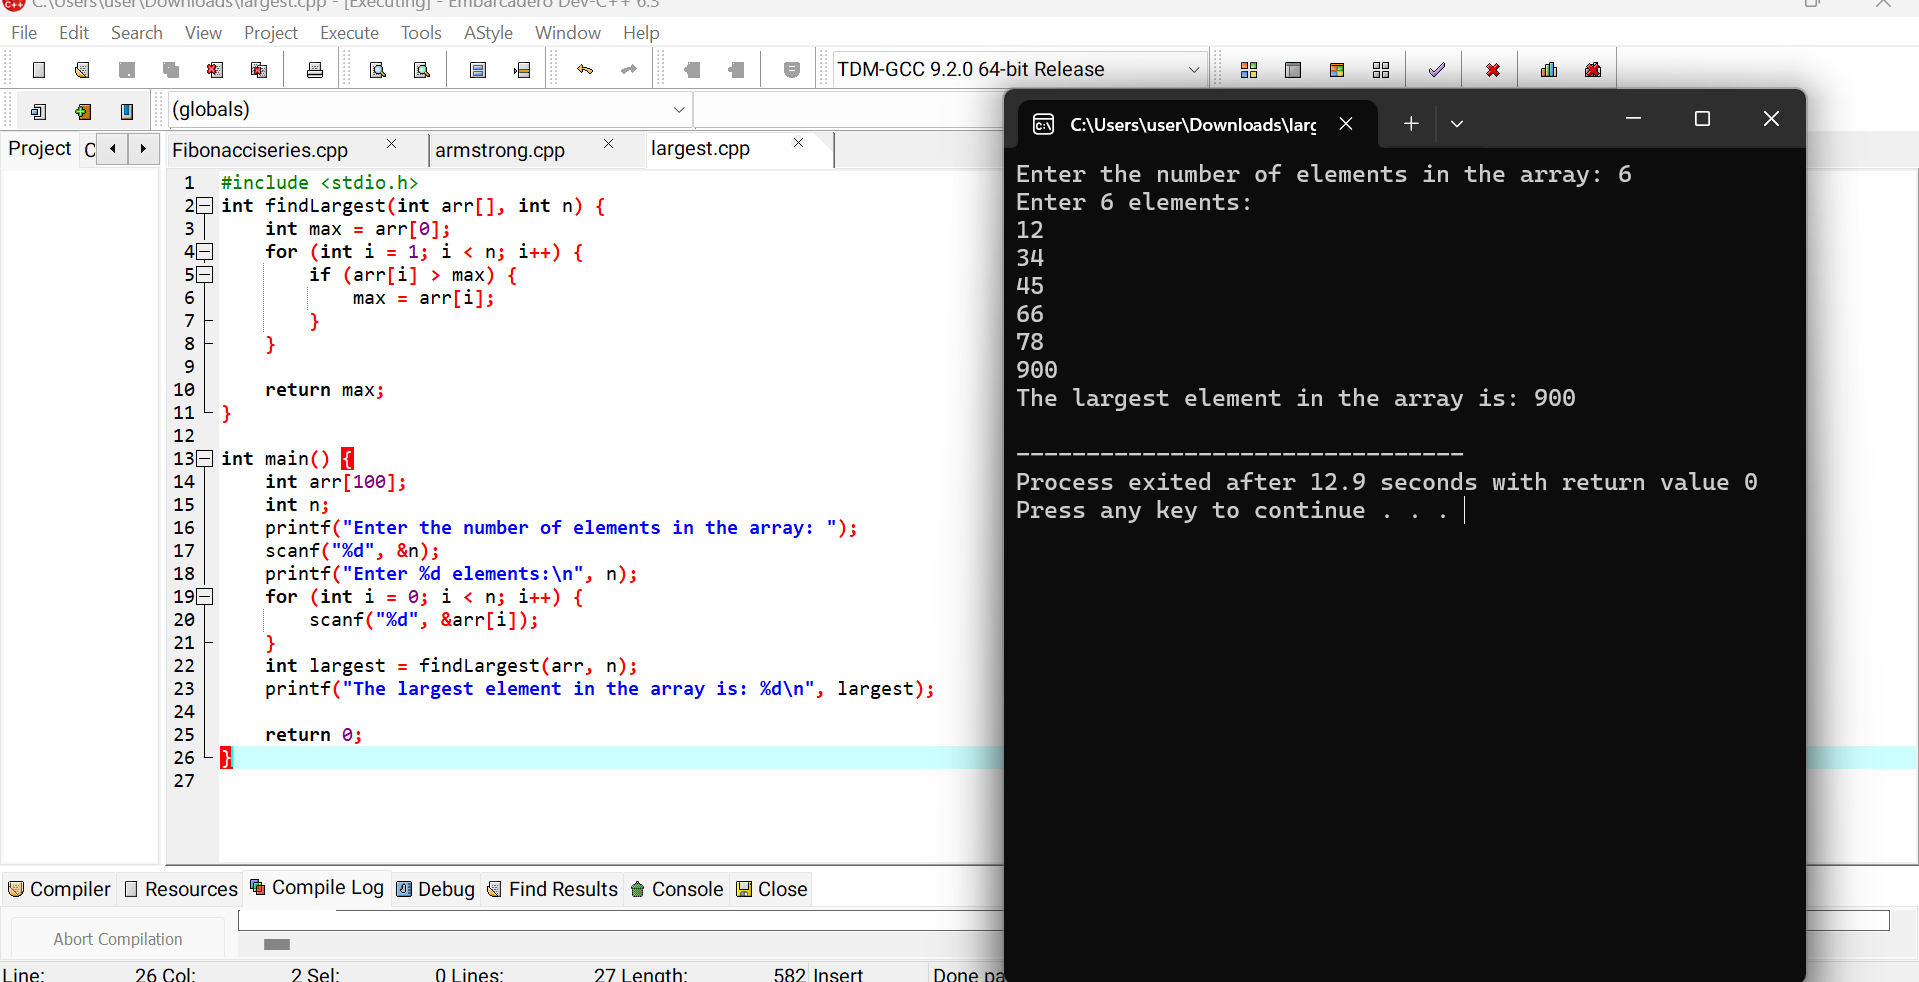 C:\Users\user\Downloads\largest.cpp - [Executing] - Embarcadero Dev-C++ 6.3
File Edit Search View Project Execute Tools AStyle Window Help
TDM-GCC 9.2.0 64-bit Release
(globals)
Project C
Fibonacciseries.cpp armstrong.cpp largest.cpp
1 #include <stdio.h>
2 int findLargest(int arr[], int n) {
3 int max = arr[0];
4 for (int i = 1; i < n; i++) {
5 if (arr[i] > max) {
6 max = arr[i];
7 }
8 }
9
10 return max;
11 }
12
13 int main() {
14 int arr[100];
15 int n;
16 printf("Enter the number of elements in the array: ");
17 scanf("%d", &n);
18 printf("Enter %d elements:\n", n);
19 for (int i = 0; i < n; i++) {
20 scanf("%d", &arr[i]);
21 }
22 int largest = findLargest(arr, n);
23 printf("The largest element in the array is: %d\n", largest);
24
25 return 0;
26 }
27
C:\Users\user\Downloads\larg
Enter the number of elements in the array: 6
Enter 6 elements:
12
34
45
66
78
900
The largest element in the array is: 900
--------------------------------
Process exited after 12.9 seconds with return value 0
Press any key to continue . . .
Compiler Resources Compile Log Debug Find Results Console Close
Abort Compilation
Line: 26 Col: 2 Sel: 0 Lines: 27 Length: 582 Insert Done pa